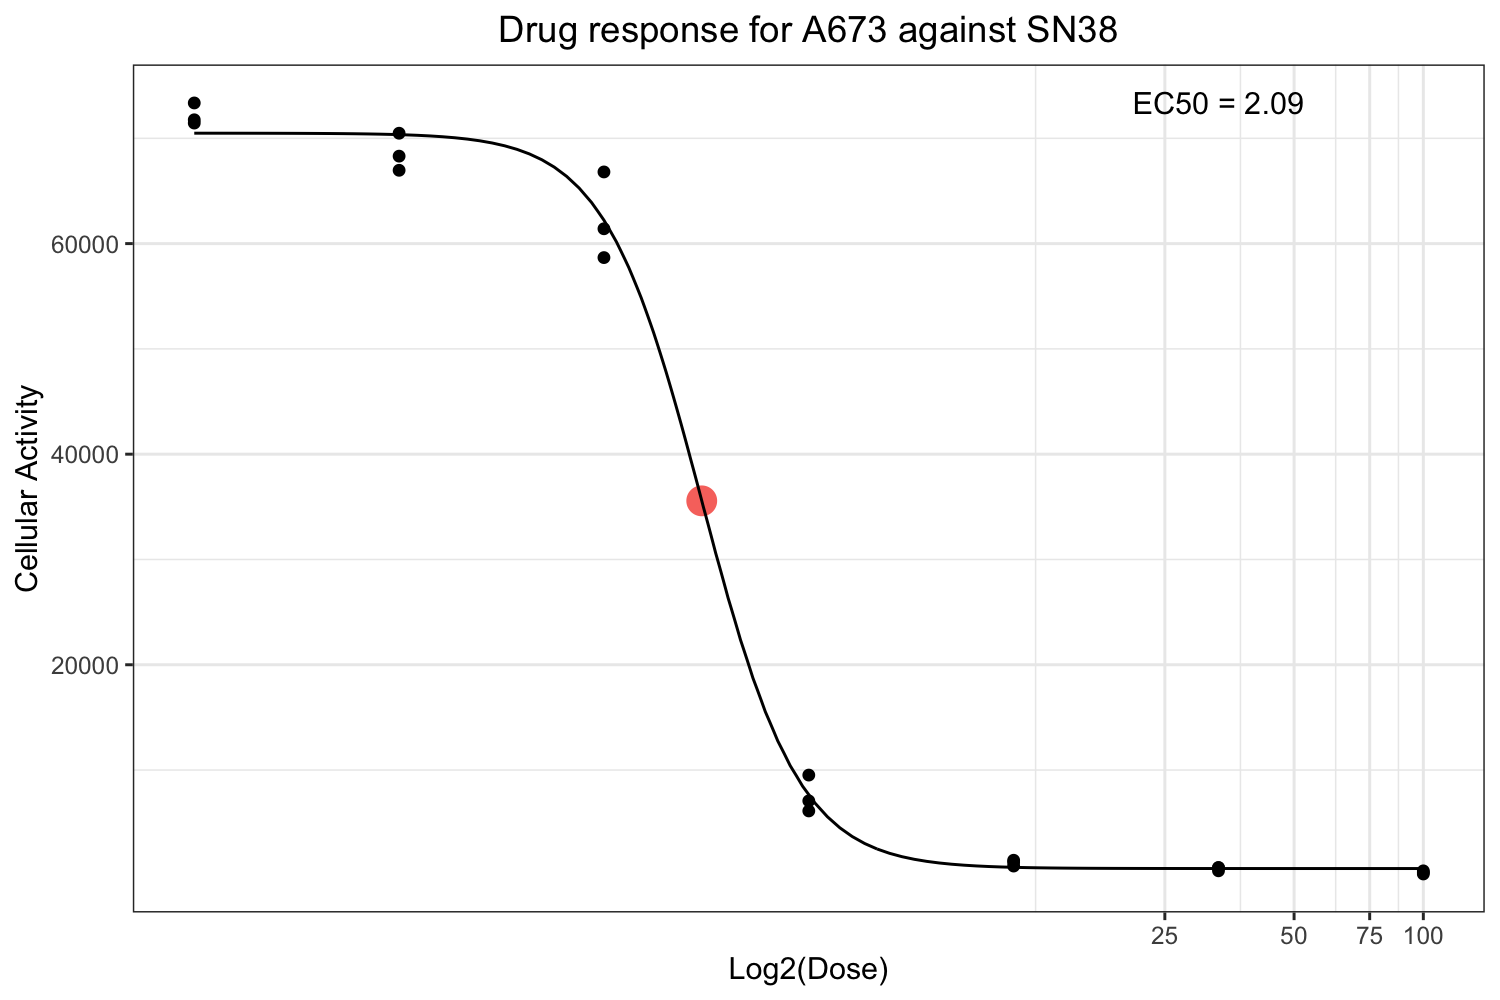 Drug response for A673 against SN38
EC50 = 2.09
Cellular Activity
60000
40000
20000
25 50 75 100
Log2(Dose)